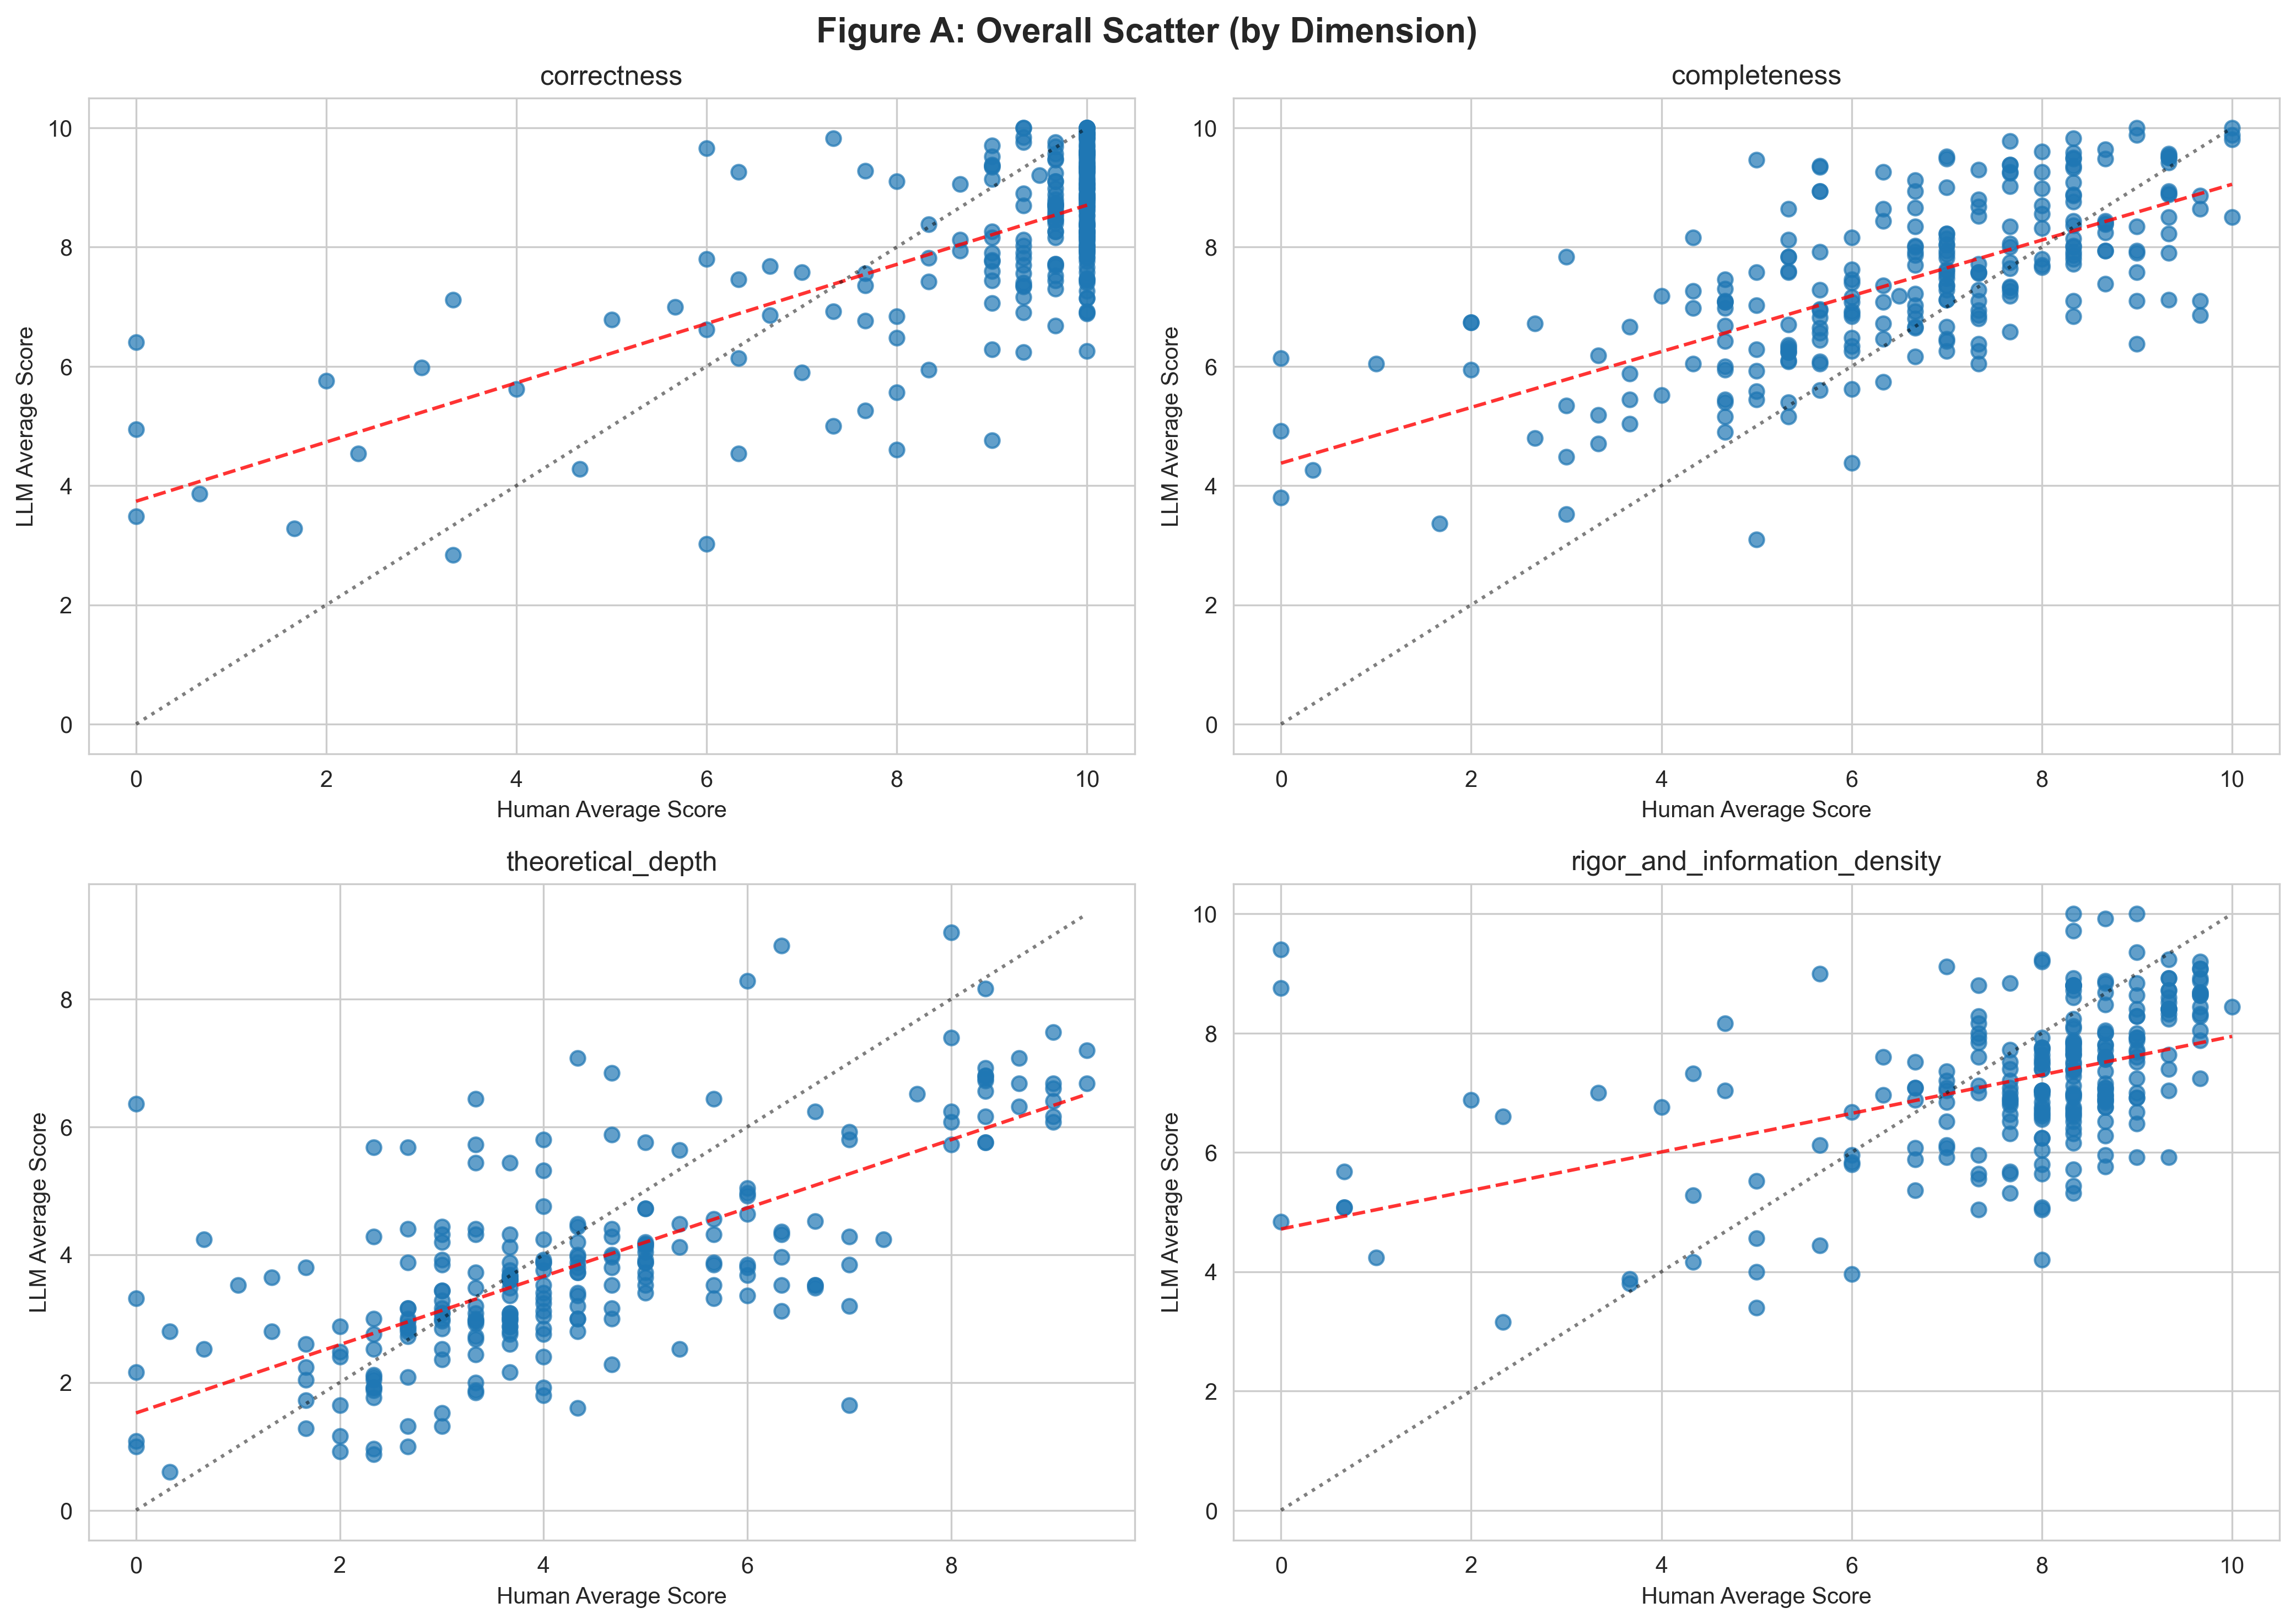 Figure A: Overall Scatter (by Dimension)
correctness
LLM Average Score
10
8
6
4
2
0
0 2 4 6 8 10
Human Average Score
completeness
LLM Average Score
10
8
6
4
2
0
0 2 4 6 8 10
Human Average Score
theoretical_depth
LLM Average Score
8
6
4
2
0
0 2 4 6 8
Human Average Score
rigor_and_information_density
LLM Average Score
10
8
6
4
2
0
0 2 4 6 8 10
Human Average Score